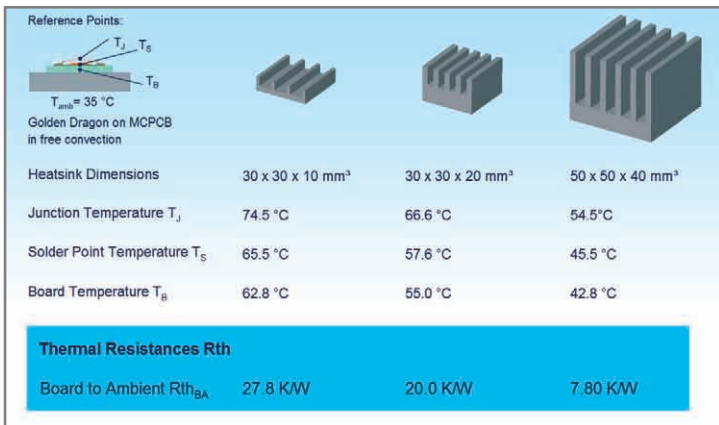 Reference Points:
T_J T_S
T_B
T_amb= 35 °C
Golden Dragon on MCPCB
in free convection
Heatsink Dimensions 30 x 30 x 10 mm³ 30 x 30 x 20 mm³ 50 x 50 x 40 mm³
Junction Temperature T_J 74.5 °C 66.6 °C 54.5°C
Solder Point Temperature T_S 65.5 °C 57.6 °C 45.5 °C
Board Temperature T_B 62.8 °C 55.0 °C 42.8 °C
Thermal Resistances Rth
Board to Ambient Rth_BA 27.8 K/W 20.0 K/W 7.80 K/W